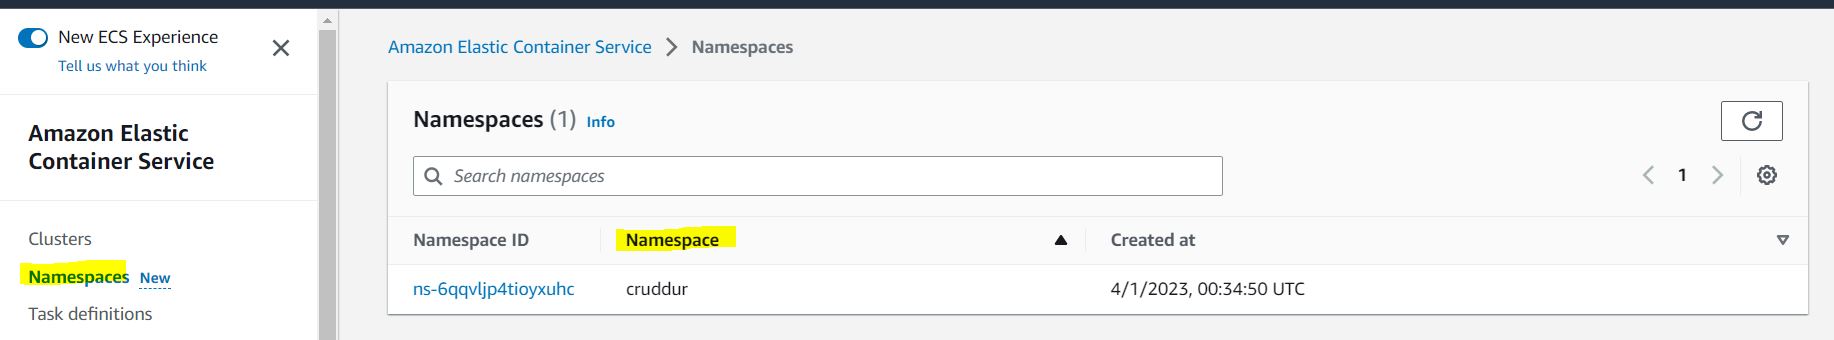 New ECS Experience
Tell us what you think
Amazon Elastic
Container Service
Clusters
Namespaces New
Task definitions
Amazon Elastic Container Service > Namespaces
Namespaces (1) Info
Search namespaces
1
Namespace ID Namespace Created at
ns-6qqvljp4tioyxuhc cruddur 4/1/2023, 00:34:50 UTC